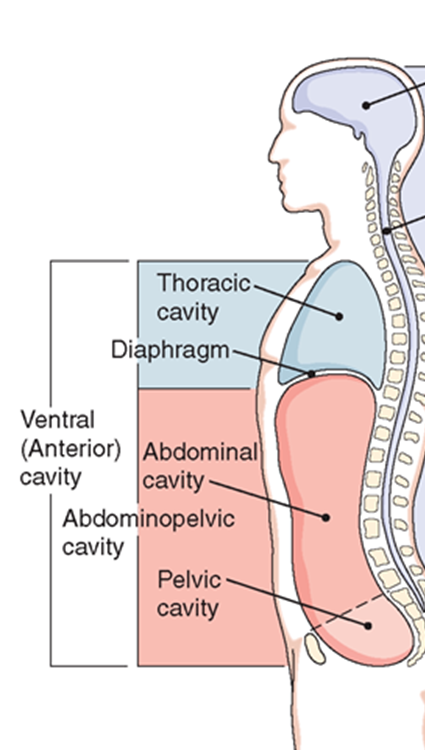 Thoracic
cavity
Diaphragm
Ventral
(Anterior)
cavity
Abdominal
cavity
Abdominopelvic
cavity
Pelvic
cavity